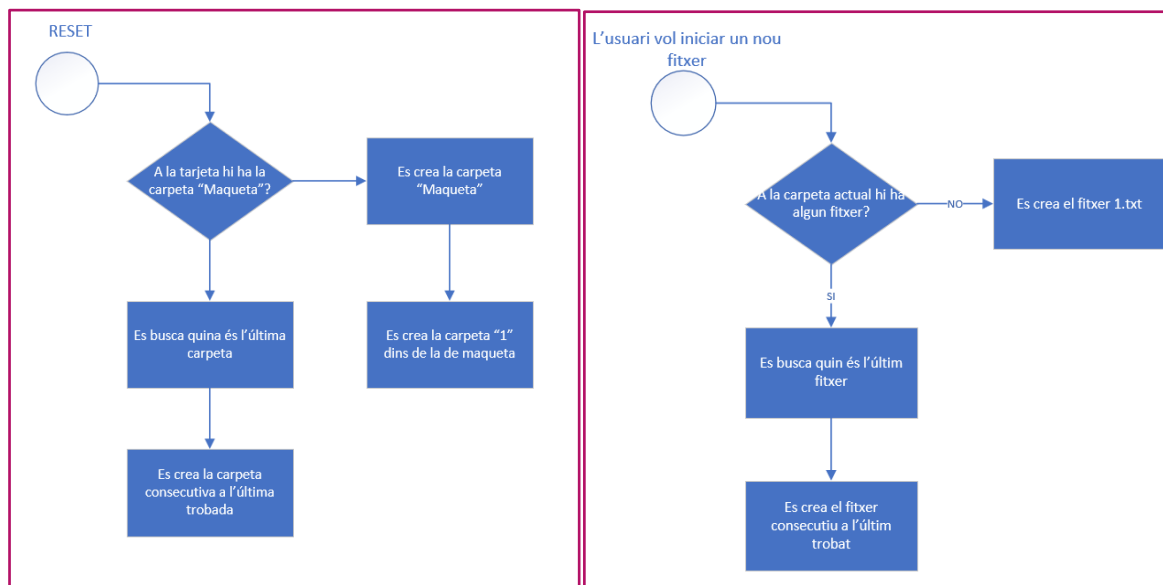 RESET
A la tarjeta hi ha la
carpeta “Maqueta”?
Es crea la carpeta
“Maqueta”
Es busca quina és l’última
carpeta
Es crea la carpeta “1”
dins de la de maqueta
Es crea la carpeta
consecutiva a l’última
trobada
L’usuari vol iniciar un nou
fitxer
A la carpeta actual hi ha
algun fitxer?
NO
Es crea el fitxer 1.txt
SI
Es busca quin és l’últim
fitxer
Es crea el fitxer
consecutiu a l’últim
trobat